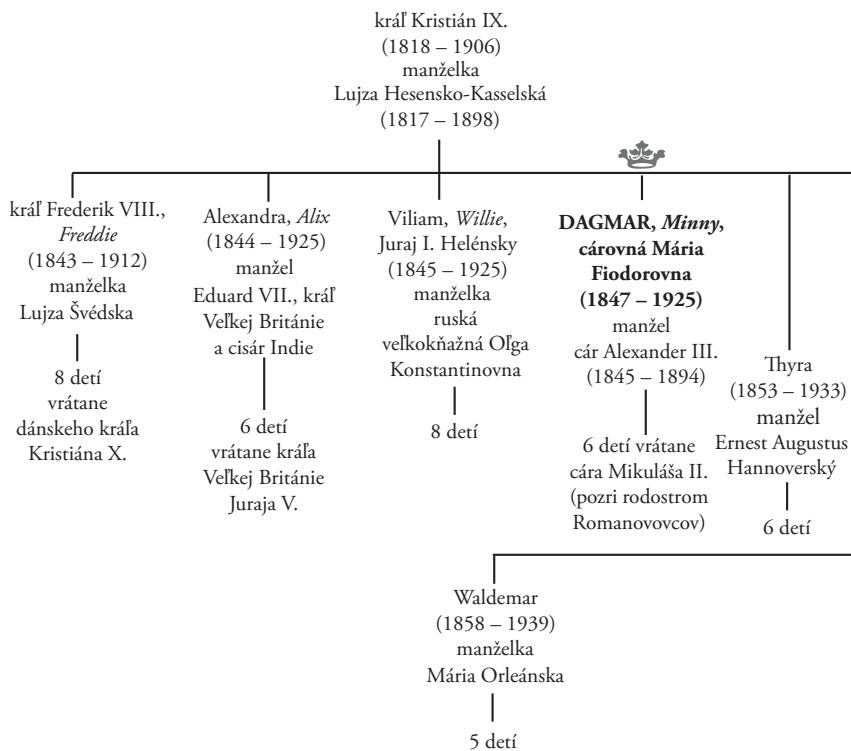 kráľ Kristián IX.
(1818 – 1906)
manželka
Lujza Hesensko-Kasselská
(1817 – 1898)
kráľ Frederik VIII.,
Freddie
(1843 – 1912)
manželka
Lujza Švédska
8 detí
vrátane
dánskeho kráľa
Kristiána X.
Alexandra, Alix
(1844 – 1925)
manžel
Eduard VII., kráľ
Veľkej Británie
a cisár Indie
6 detí
vrátane kráľa
Veľkej Británie
Juraja V.
Viliam, Willie,
Juraj I. Helénsky
(1845 – 1925)
manželka
ruská
veľkokňažná Oľga
Konstantinovna
8 detí
DAGMAR, Minny,
cárovná Mária
Fiodorovna
(1847 – 1925)
manžel
cár Alexander III.
(1845 – 1894)
6 detí vrátane
cára Mikuláša II.
(pozri rodostrom
Romanovovcov)
Thyra
(1853 – 1933)
manžel
Ernest Augustus
Hannoverský
6 detí
Waldemar
(1858 – 1939)
manželka
Mária Orleánska
5 detí